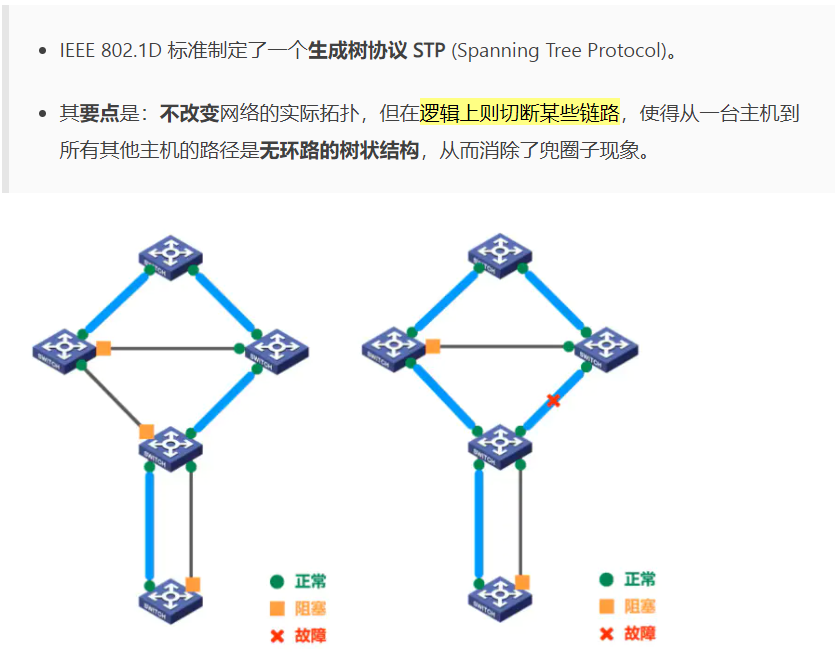 IEEE 802.1D 标准制定了一个生成树协议 STP (Spanning Tree Protocol)。
其要点是：不改变网络的实际拓扑，但在逻辑上则切断某些链路，使得从一台主机到
所有其他主机的路径是无环路的树状结构，从而消除了兜圈子现象。
SWITCH
SWITCH
SWITCH
SWITCH
SWITCH
SWITCH
SWITCH
SWITCH
SWITCH
SWITCH
正常
阻塞
故障
正常
阻塞
故障